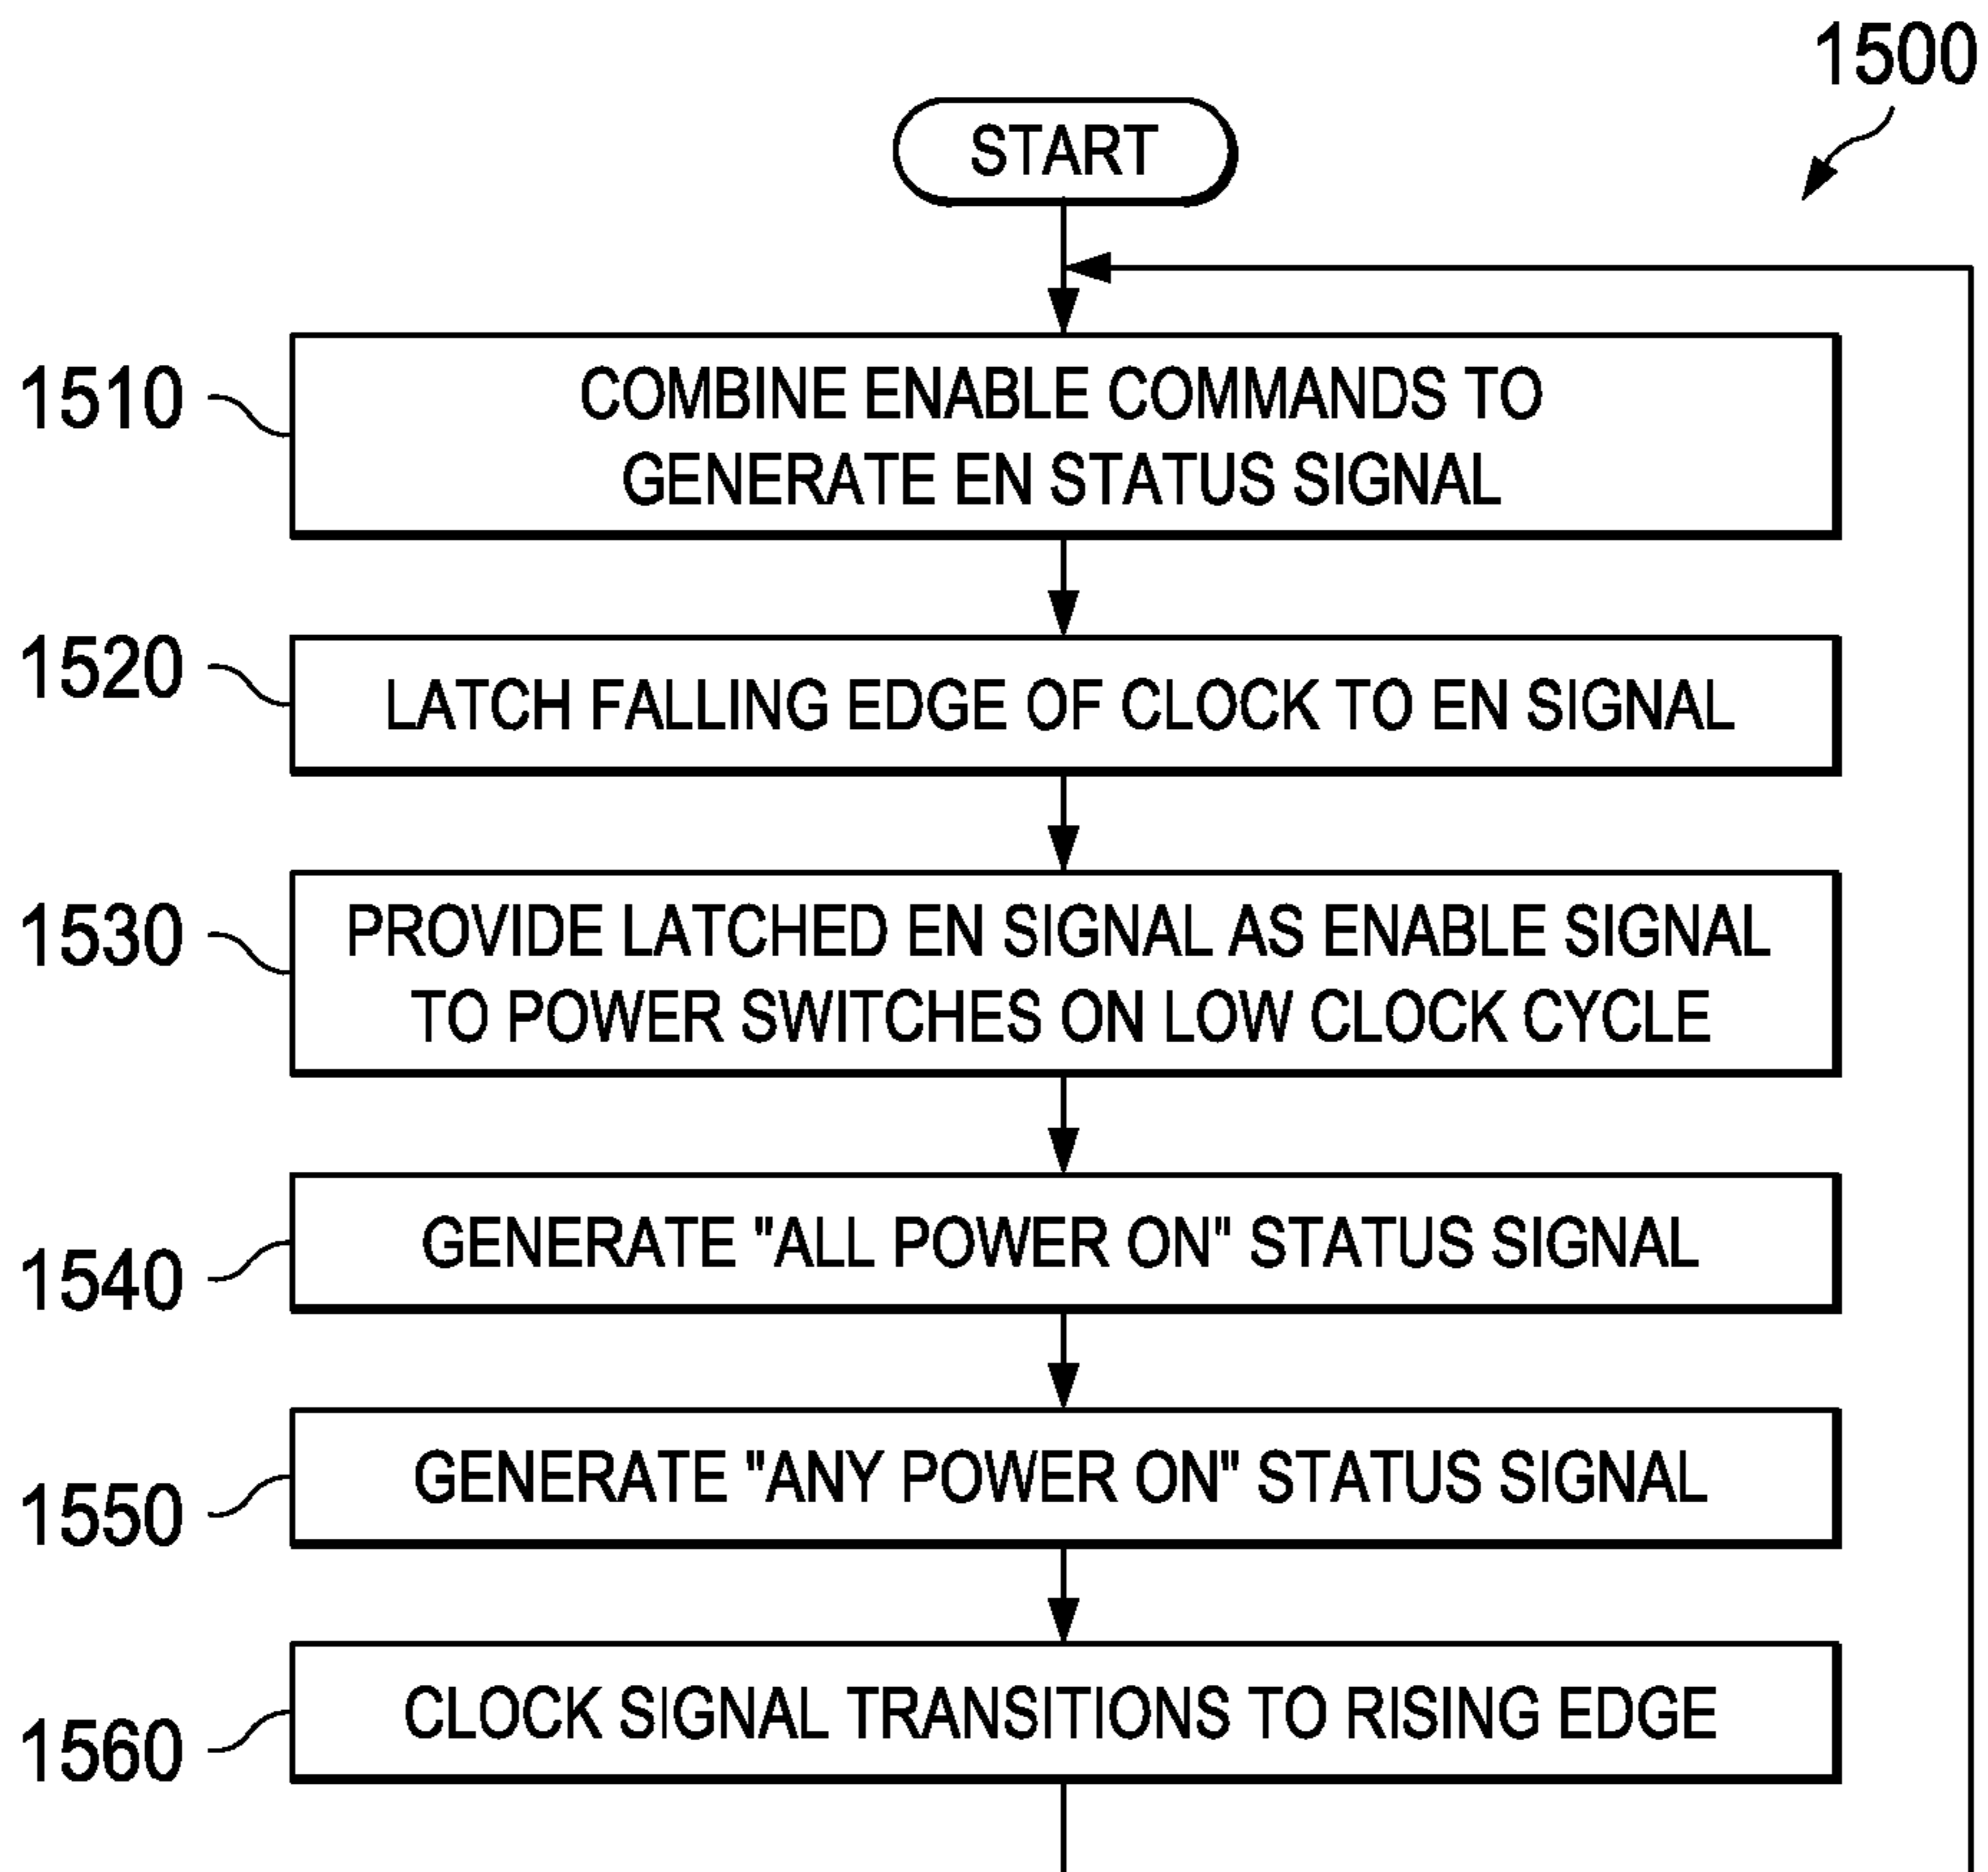 1500
START
1510
COMBINE ENABLE COMMANDS TO
GENERATE EN STATUS SIGNAL
1520
LATCH FALLING EDGE OF CLOCK TO EN SIGNAL
1530
PROVIDE LATCHED EN SIGNAL AS ENABLE SIGNAL
TO POWER SWITCHES ON LOW CLOCK CYCLE
1540
GENERATE "ALL POWER ON" STATUS SIGNAL
1550
GENERATE "ANY POWER ON" STATUS SIGNAL
1560
CLOCK SIGNAL TRANSITIONS TO RISING EDGE